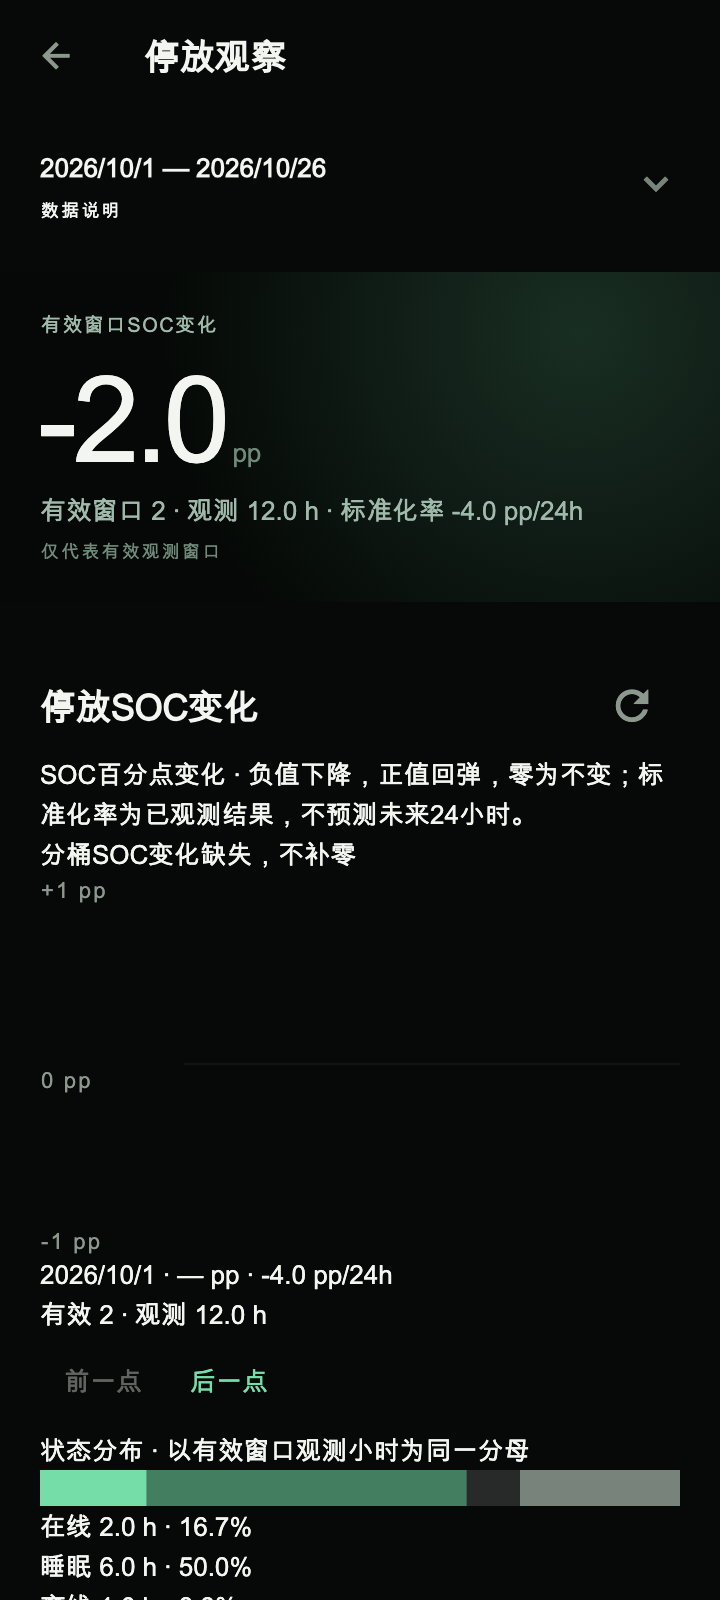 停放观察
2026/10/1 — 2026/10/26
数据说明
有效窗口SOC变化
-2.0 pp
有效窗口 2 · 观测 12.0 h · 标准化率 -4.0 pp/24h
仅代表有效观测窗口
停放SOC变化
SOC百分点变化 · 负值下降，正值回弹，零为不变；标
准化率为已观测结果，不预测未来24小时。
分桶SOC变化缺失，不补零
+1 pp
0 pp
-1 pp
2026/10/1 · — pp · -4.0 pp/24h
有效 2 · 观测 12.0 h
前一点 后一点
状态分布 · 以有效窗口观测小时为同一分母
在线 2.0 h · 16.7%
睡眠 6.0 h · 50.0%